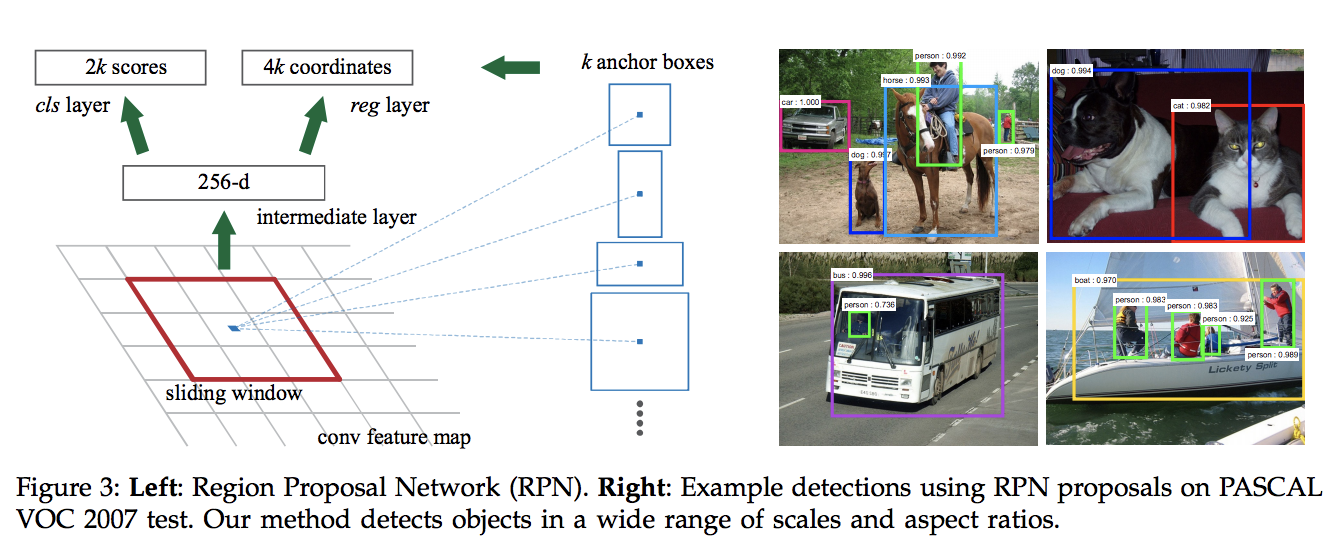 2k scores
4k coordinates
k anchor boxes
cls layer
reg layer
256-d
intermediate layer
sliding window
conv feature map
person : 0.992
horse : 0.993
car : 1.000
dog : 0.997
person : 0.979
dog : 0.994
cat : 0.982
bus : 0.996
person : 0.736
boat : 0.970
person : 0.983
person : 0.983
person : 0.925
person : 0.989
Lickety Split
Figure 3: Left: Region Proposal Network (RPN). Right: Example detections using RPN proposals on PASCAL
VOC 2007 test. Our method detects objects in a wide range of scales and aspect ratios.